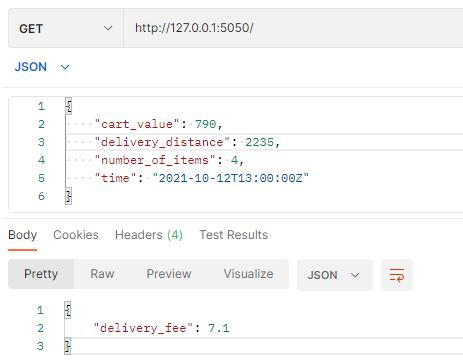 GET http://127.0.0.1:5050/
JSON
1 {
2 "cart_value": 790,
3 "delivery_distance": 2235,
4 "number_of_items": 4,
5 "time": "2021-10-12T13:00:00Z"
6 }
Body Cookies Headers (4) Test Results
Pretty Raw Preview Visualize JSON
1 {
2 "delivery_fee": 7.1
3 }